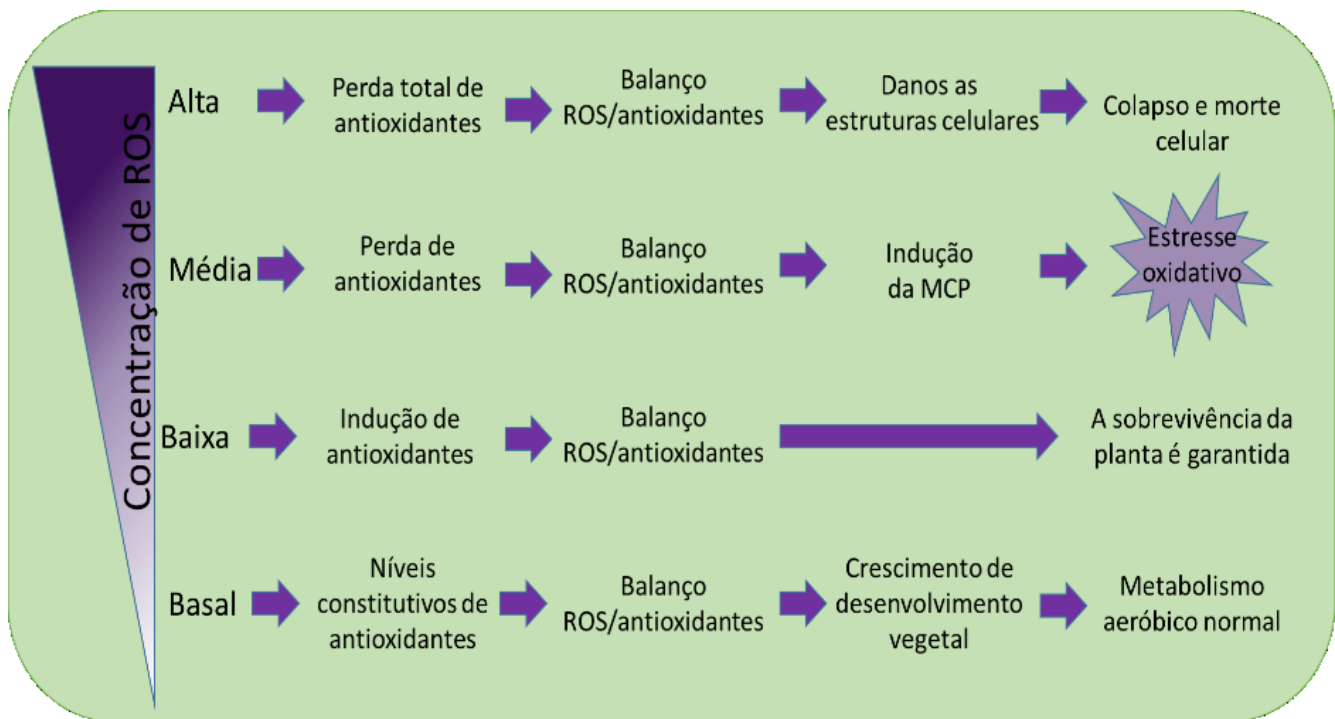 Concentração de ROS
Alta
Perda total de
antioxidantes
Balanço
ROS/antioxidantes
Danos as
estruturas celulares
Colapso e morte
celular
Média
Perda de
antioxidantes
Balanço
ROS/antioxidantes
Indução
da MCP
Estresse
oxidativo
Baixa
Indução de
antioxidantes
Balanço
ROS/antioxidantes
A sobrevivência da
planta é garantida
Basal
Níveis
constitutivos de
antioxidantes
Balanço
ROS/antioxidantes
Crescimento de
desenvolvimento
vegetal
Metabolismo
aeróbico normal